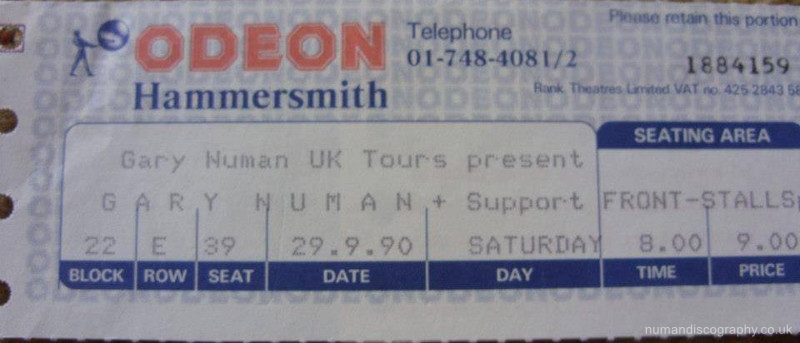 ODEON
Hammersmith
Telephone
01-748-4081/2
Please retain this portion
1884159
Rank Theatres Limited VAT no. 425 2843 58
SEATING AREA
Gary Numan UK Tours present
GARY NUMAN + Support FRONT-STALLS
22 E 39 29.9.90 SATURDAY 8.00 9.00
BLOCK ROW SEAT DATE DAY TIME PRICE
numandiscography.co.uk